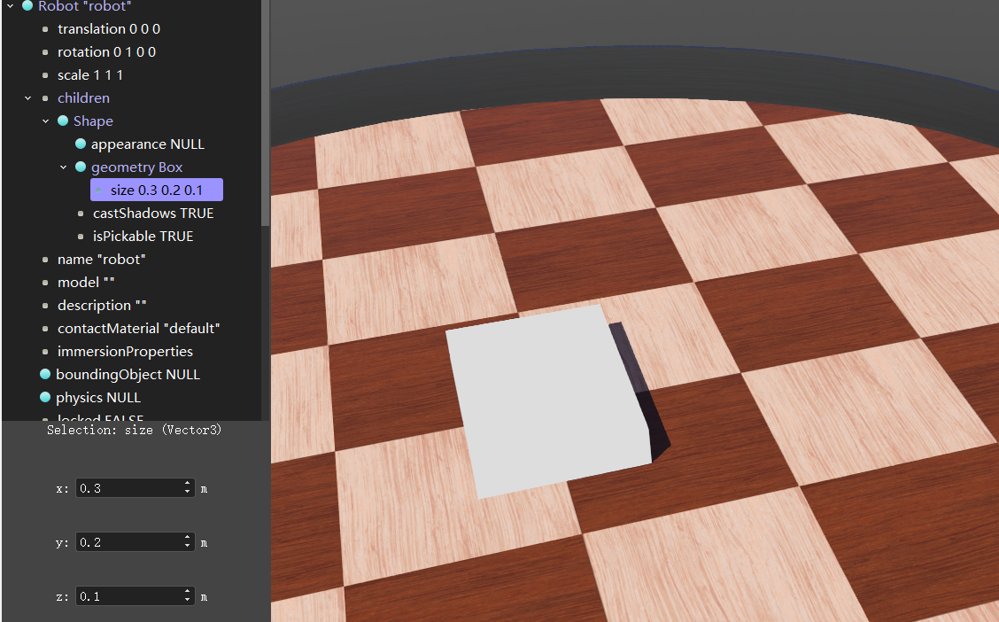 Robot "robot"
translation 0 0 0
rotation 0 1 0 0
scale 1 1 1
children
Shape
appearance NULL
geometry Box
size 0.3 0.2 0.1
castShadows TRUE
isPickable TRUE
name "robot"
model ""
description ""
contactMaterial "default"
immersionProperties
boundingObject NULL
physics NULL
locked FALSE
Selection: size (Vector3)
x: 0.3 m
y: 0.2 m
z: 0.1 m